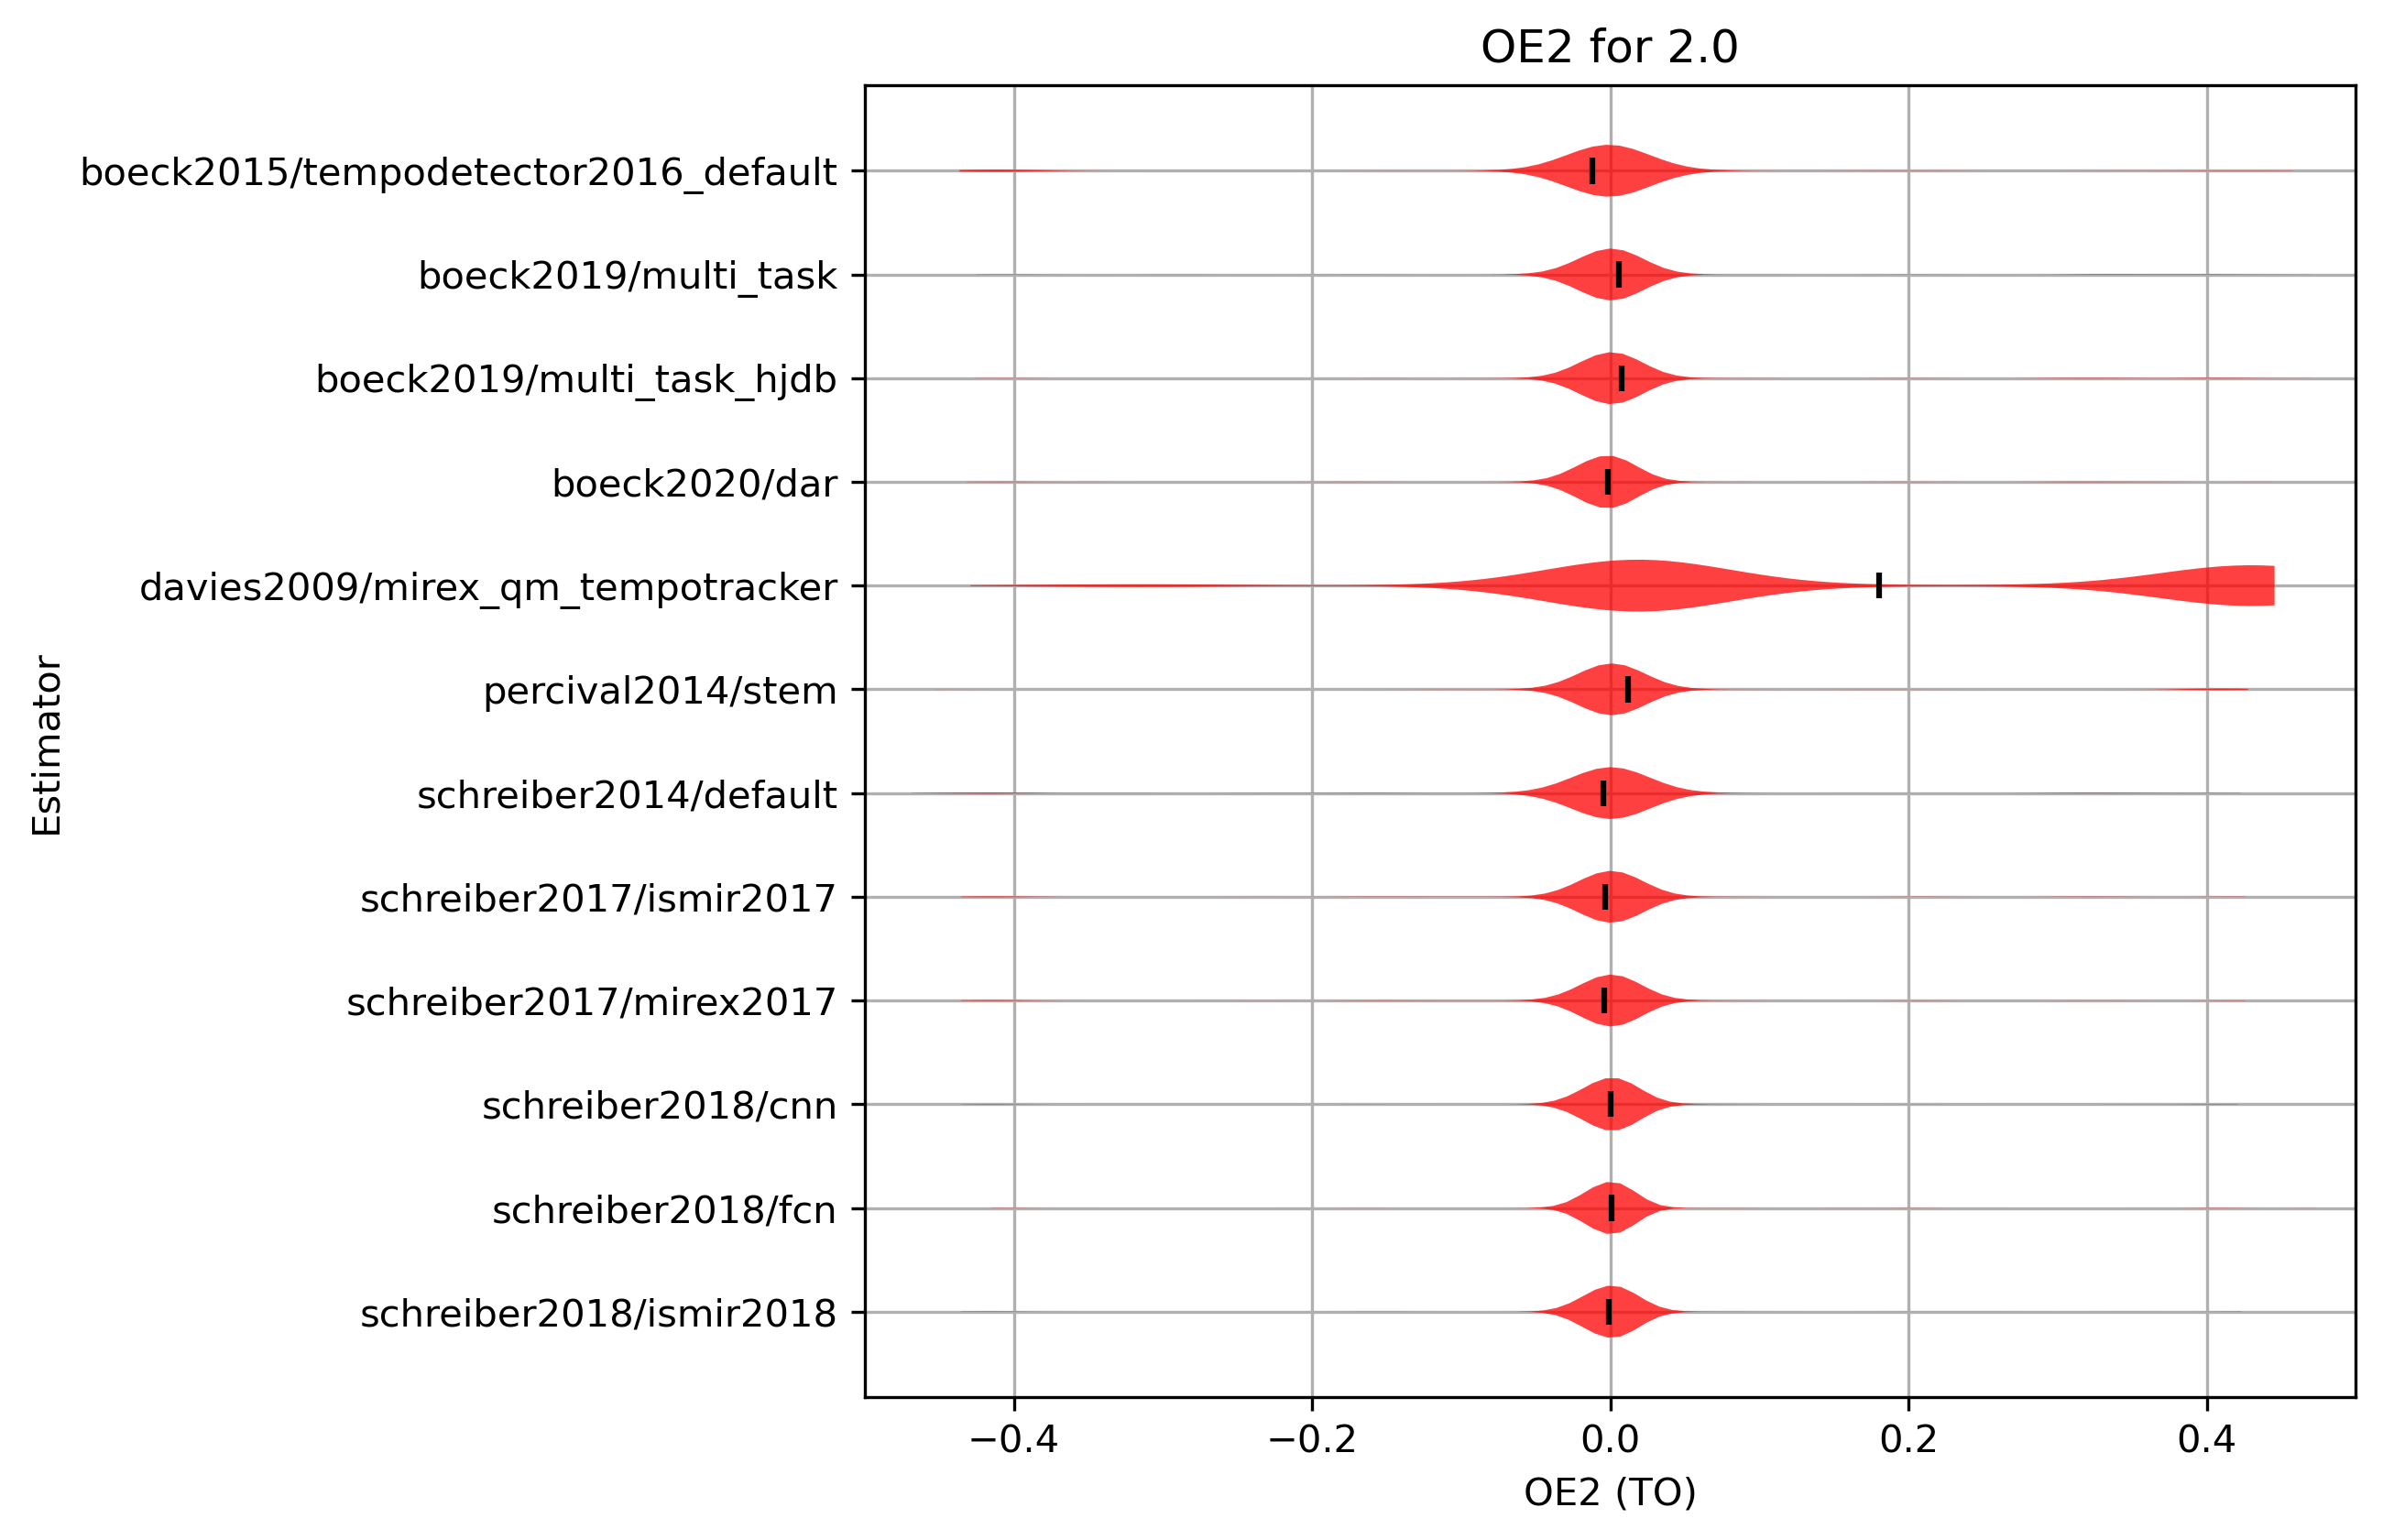 OE2 for 2.0
boeck2015/tempodetector2016_default
boeck2019/multi_task
boeck2019/multi_task_hjdb
boeck2020/dar
davies2009/mirex_qm_tempotracker
percival2014/stem
schreiber2014/default
schreiber2017/ismir2017
schreiber2017/mirex2017
schreiber2018/cnn
schreiber2018/fcn
schreiber2018/ismir2018
Estimator
−0.4 −0.2 0.0 0.2 0.4
OE2 (TO)